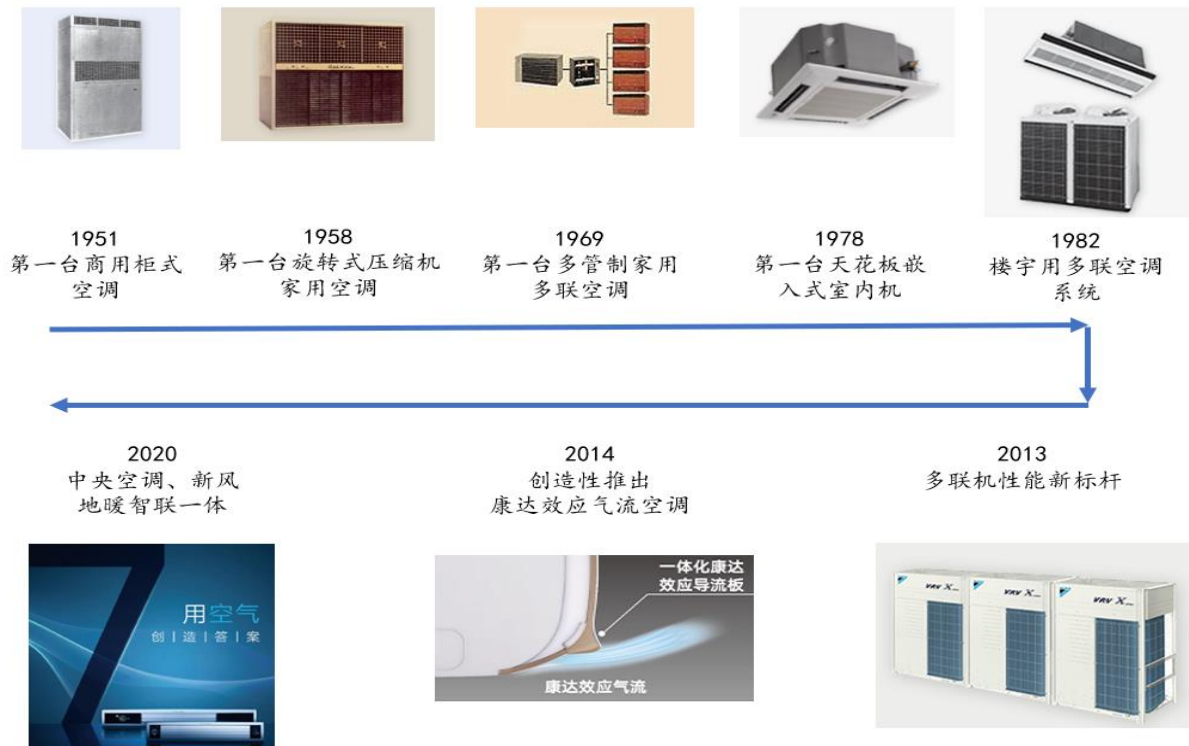 1951
第一台商用柜式
空调
1958
第一台旋转式压缩机
家用空调
1969
第一台多管制家用
多联空调
1978
第一台天花板嵌
入式室内机
1982
楼宇用多联空调
系统
2020
中央空调、新风
地暖智联一体
2014
创造性推出
康达效应气流空调
2013
多联机性能新标杆
7
用空气
创|造|答|案
一体化康达
效应导流板
康达效应气流
VRV X
VRV X
VRV X